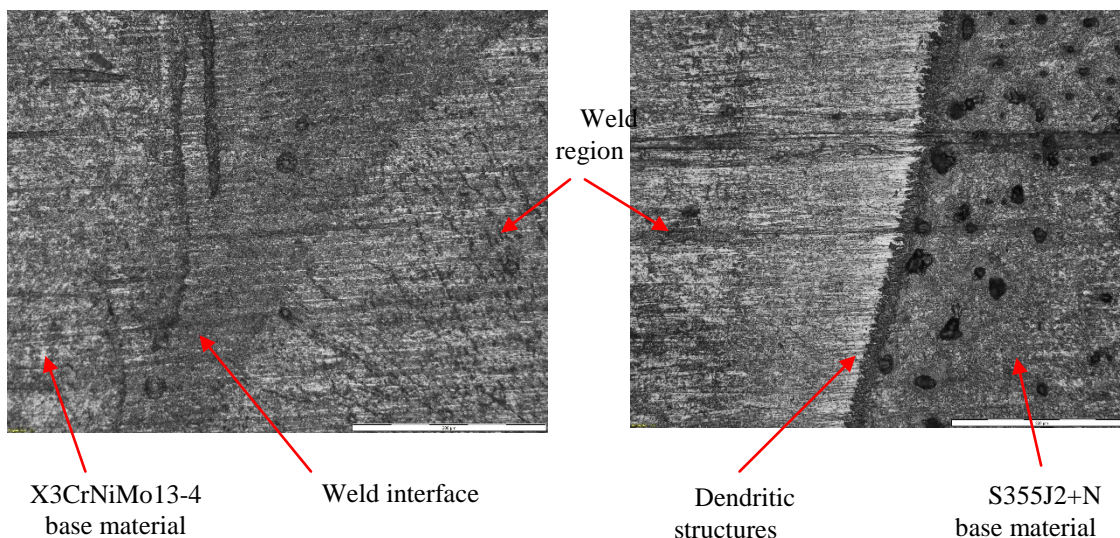 Weld
region
X3CrNiMo13-4
base material
Weld interface
Dendritic
structures
S355J2+N
base material